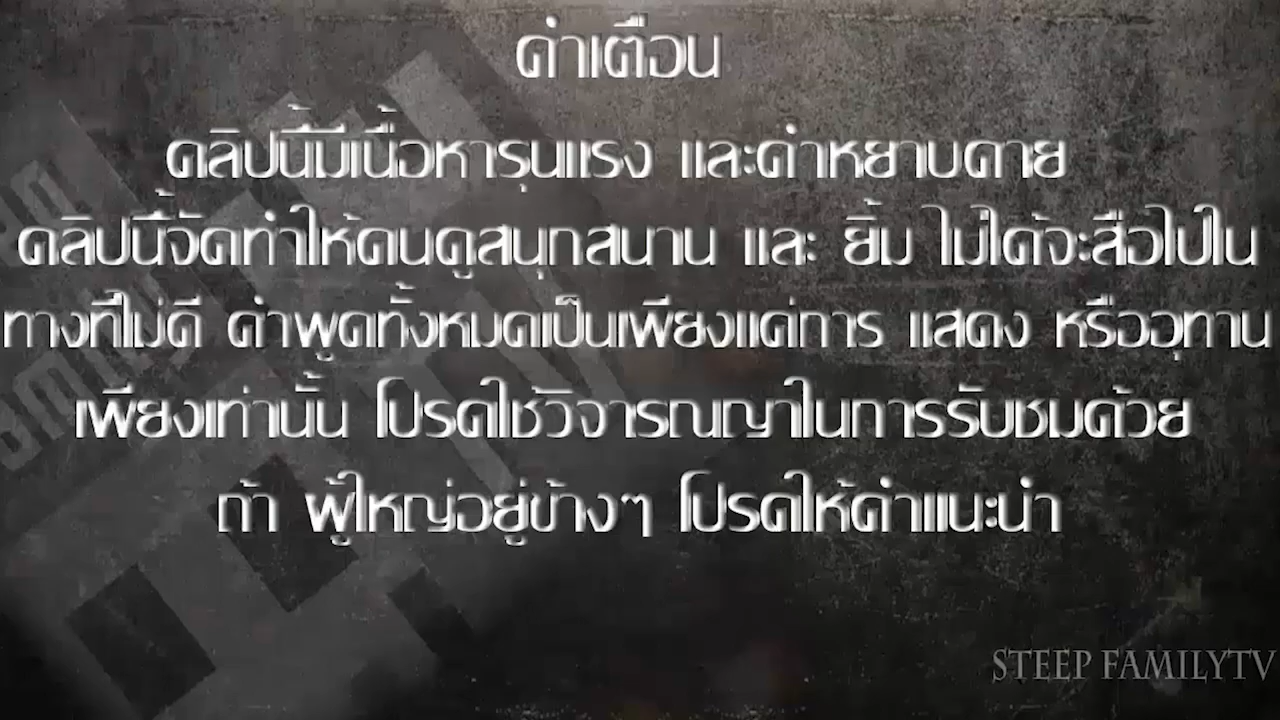 คำเตือน
คลิปนี้มีเนื้อหารุนแรง และคำหยาบคาย
คลิปนี้จัดทำให้คนดูสนุกสนาน และ ยิ้ม ไม่ได้จะสือไปใน
ทางที่ไม่ดี คำพูดทั้งหมดเป็นเพียงแค่การ แสดง หรืออุทาน
เพียงเท่านั้น โปรดใช้วิจารณญาในการรับชมด้วย
ถ้า ผู้ใหญ่อยู่ข้างๆ โปรดให้คำแนะนำ
STEEP FAMILYTV